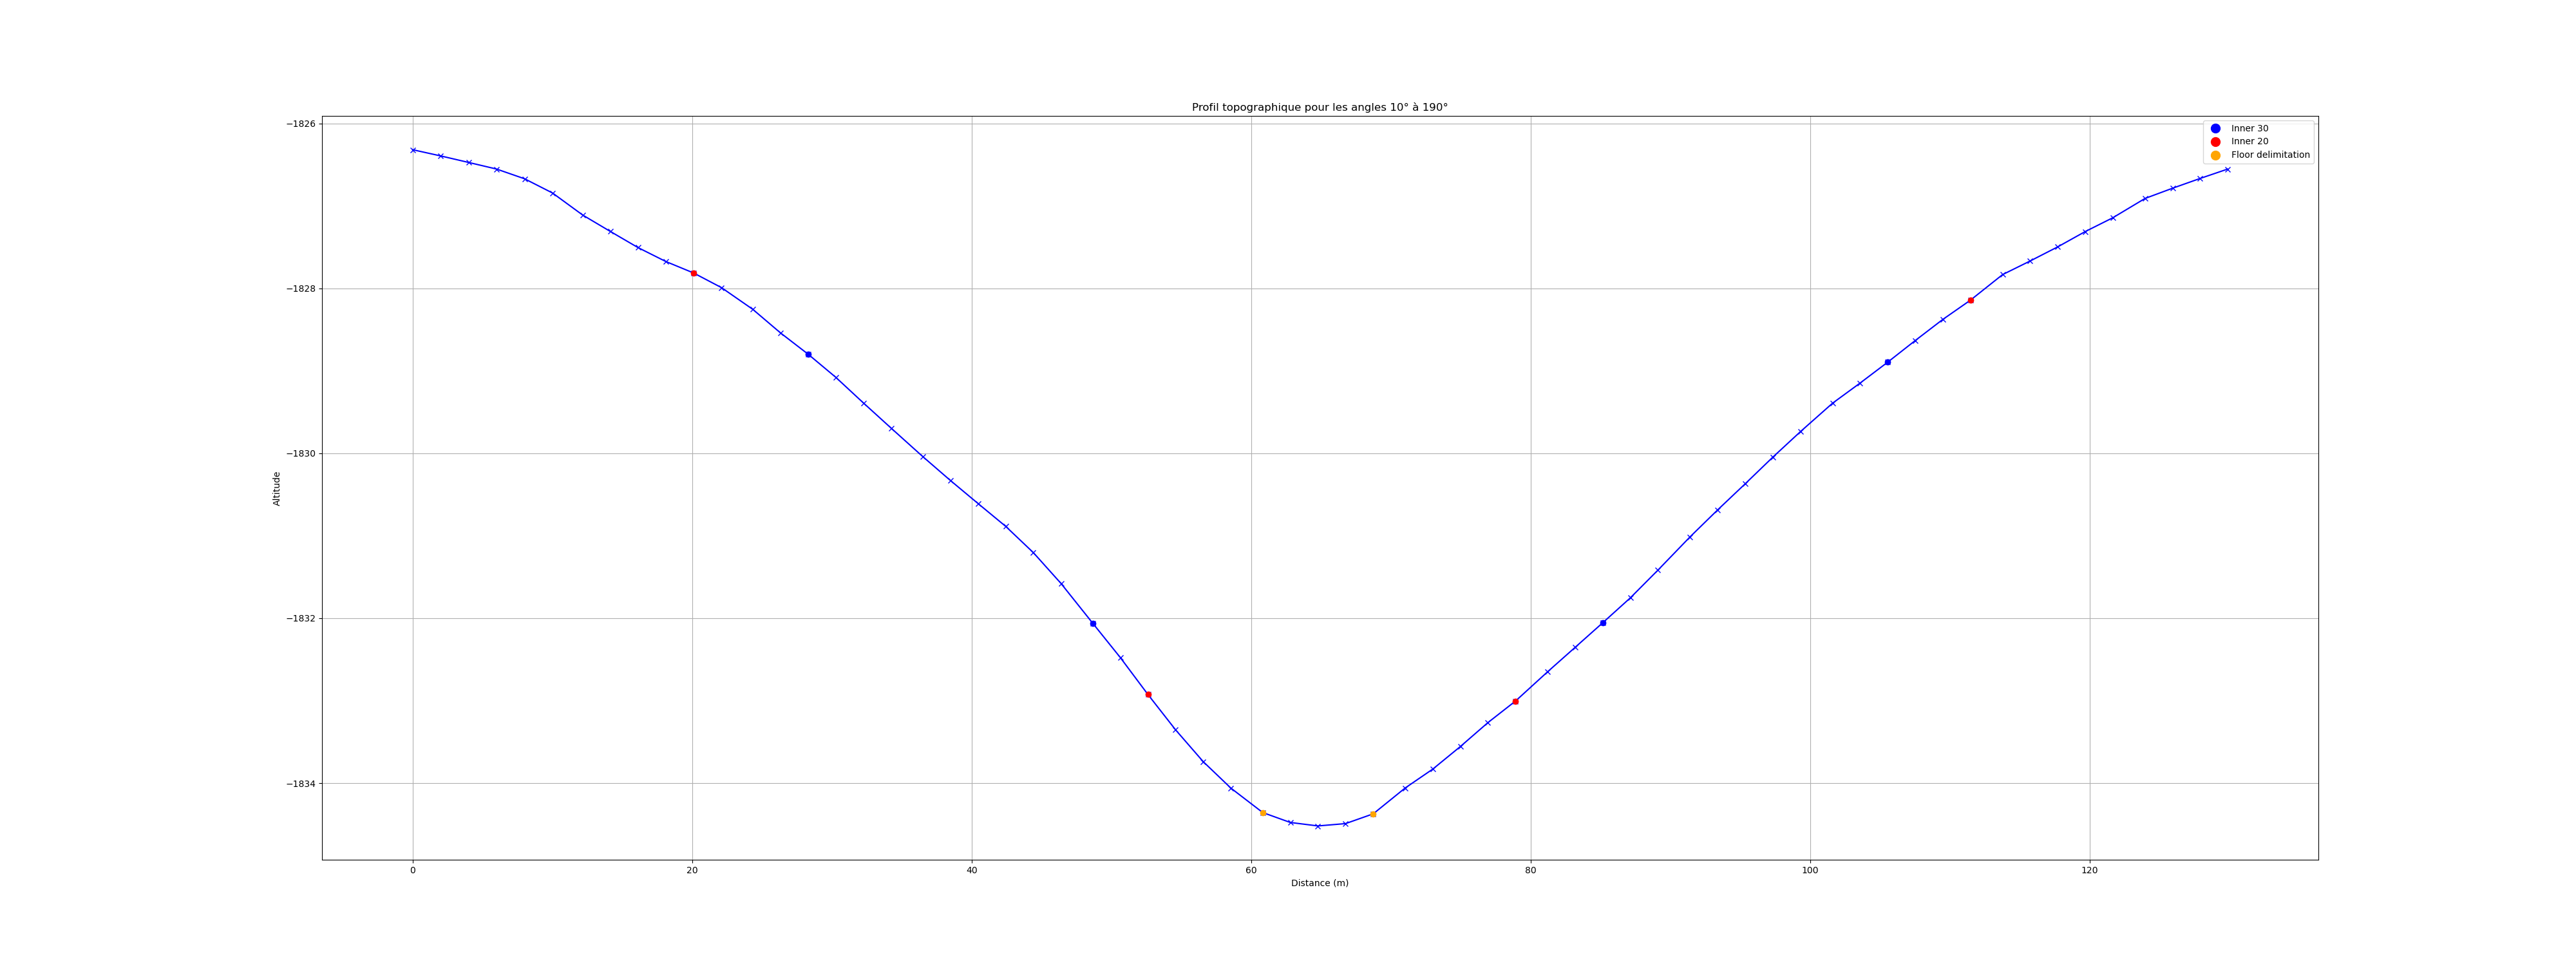 Profil topographique pour les angles 10° à 190°
Inner 30
Inner 20
Floor delimitation
Altitude
−1826
−1828
−1830
−1832
−1834
0
20
40
60
80
100
120
Distance (m)